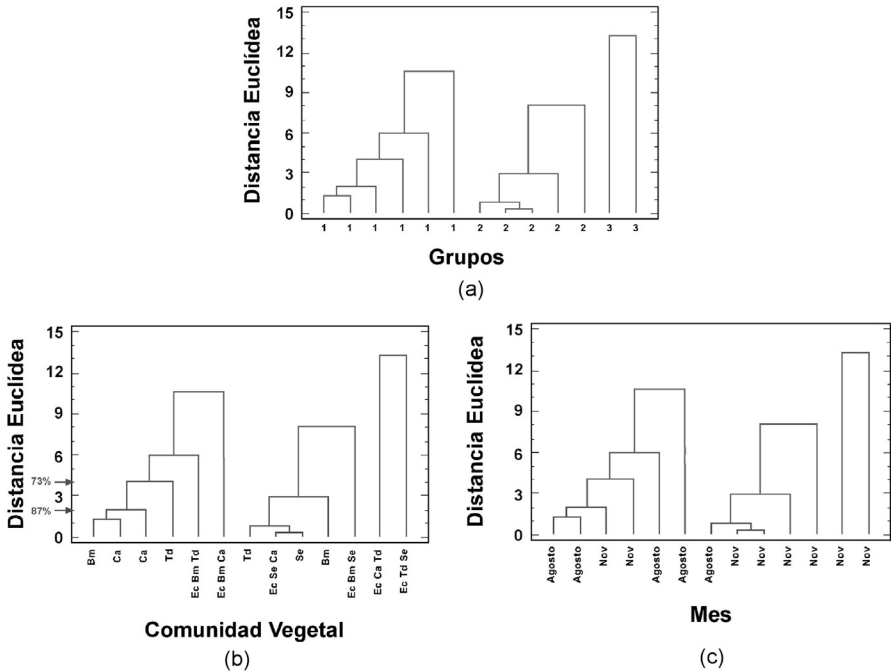 15
12
9
6
3
0
Distancia Euclídea
1 1 1 1 1 1 2 2 2 2 2 3 3
Grupos
(a)
15
12
9
6
3
0
Distancia Euclídea
73%
87%
Bm
Ca
Ca
Td
Ec Bm Td
Ec Bm Ca
Td
Ec Se Ca
Se
Bm
Ec Bm Se
Ec Ca Td
Ec Td Se
Comunidad Vegetal
(b)
15
12
9
6
3
0
Distancia Euclídea
Agosto
Agosto
Nov
Nov
Agosto
Agosto
Agosto
Nov
Nov
Nov
Nov
Nov
Nov
Mes
(c)